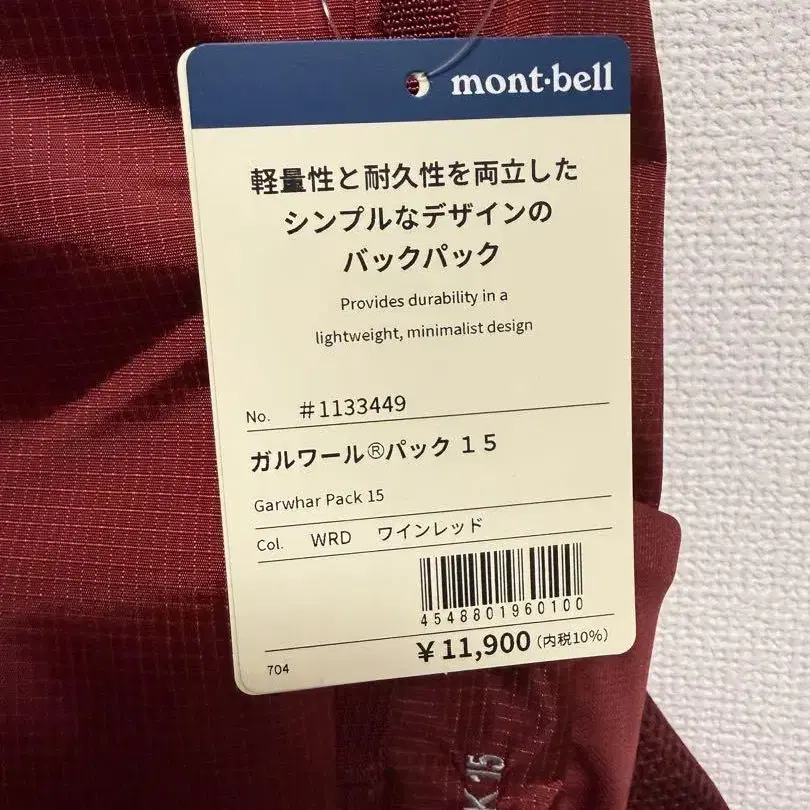 mont·bell
軽量性と耐久性を両立した
シンプルなデザインの
バックパック
Provides durability in a
lightweight, minimalist design
No. #1133449
ガルワール®パック 15
Garwhar Pack 15
Col. WRD ワインレッド
4548801960100
704 ¥11,900(内税10%)
K 15